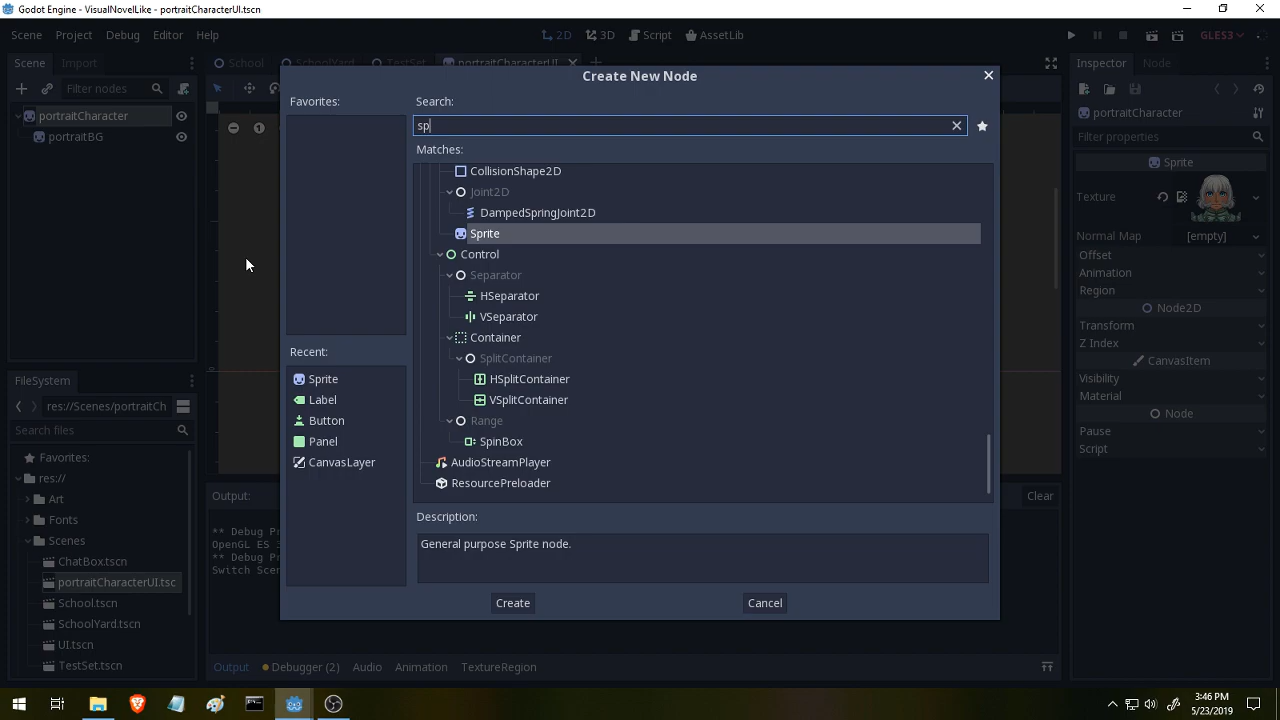 Godot Engine - VisualNovelLike - portraitCharacterUI.tscn
Scene Project Debug Editor Help
2D 3D Script AssetLib
GLES3
Scene Import
School SchoolYard TestSet portraitCharacterUI
Inspector Node
Filter nodes
portraitCharacter
portraitBG
Create New Node
Favorites:
Search:
sp
Matches:
CollisionShape2D
Joint2D
DampedSpringJoint2D
Sprite
Control
Separator
HSeparator
VSeparator
Container
SplitContainer
HSplitContainer
VSplitContainer
Range
SpinBox
AudioStreamPlayer
ResourcePreloader
Recent:
Sprite
Label
Button
Panel
CanvasLayer
Description:
General purpose Sprite node.
Create
Cancel
portraitCharacter
Filter properties
Sprite
Texture
Normal Map [empty]
Offset
Animation
Region
Node2D
Transform
Z Index
CanvasItem
Visibility
Material
Node
Pause
Script
FileSystem
res://Scenes/portraitCh
Search files
Favorites:
res://
Art
Fonts
Scenes
ChatBox.tscn
portraitCharacterUI.tsc
School.tscn
SchoolYard.tscn
UI.tscn
TestSet.tscn
Output:
Clear
** Debug Pr
OpenGL ES 3
** Debug Pr
Switch Scen
Output Debugger (2) Audio Animation TextureRegion
3:46 PM
5/23/2019